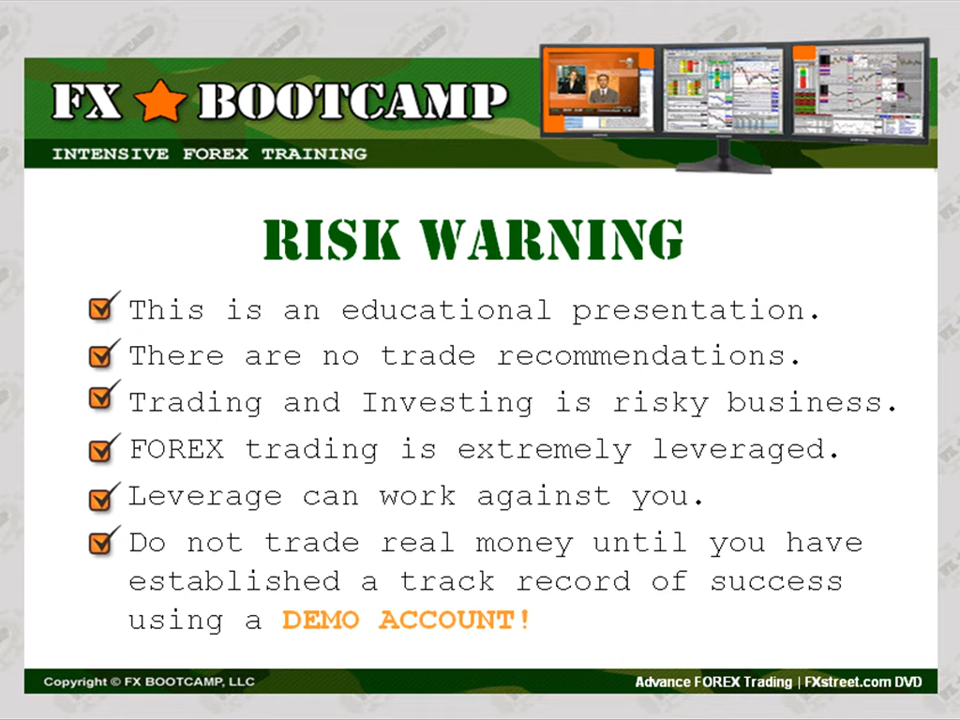 FX BOOTCAMP
INTENSIVE FOREX TRAINING
RISK WARNING
This is an educational presentation.
There are no trade recommendations.
Trading and Investing is risky business.
FOREX trading is extremely leveraged.
Leverage can work against you.
Do not trade real money until you have
established a track record of success
using a DEMO ACCOUNT!
Copyright © FX BOOTCAMP, LLC
Advance FOREX Trading | FXstreet.com DVD